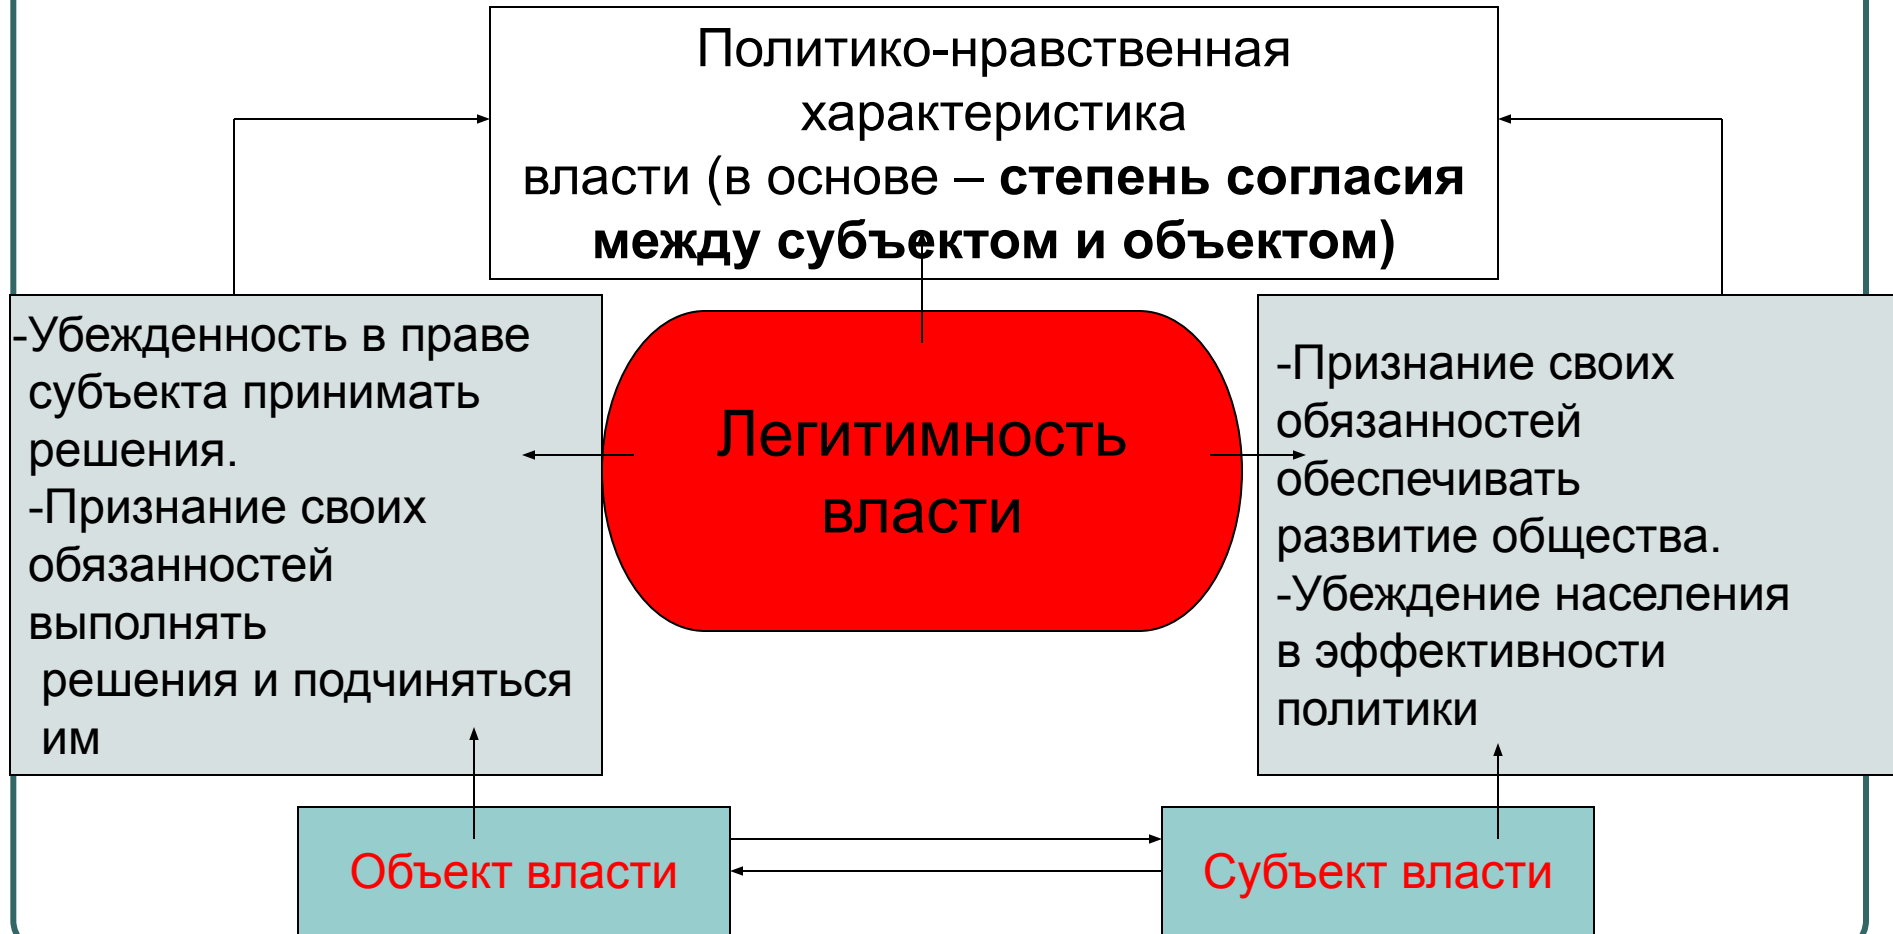 Политико-нравственная
характеристика
власти (в основе – степень согласия
между субъектом и объектом)
-Убежденность в праве
субъекта принимать
решения.
-Признание своих
обязанностей
выполнять
решения и подчиняться
им
Легитимность
власти
-Признание своих
обязанностей
обеспечивать
развитие общества.
-Убеждение населения
в эффективности
политики
Объект власти
Субъект власти